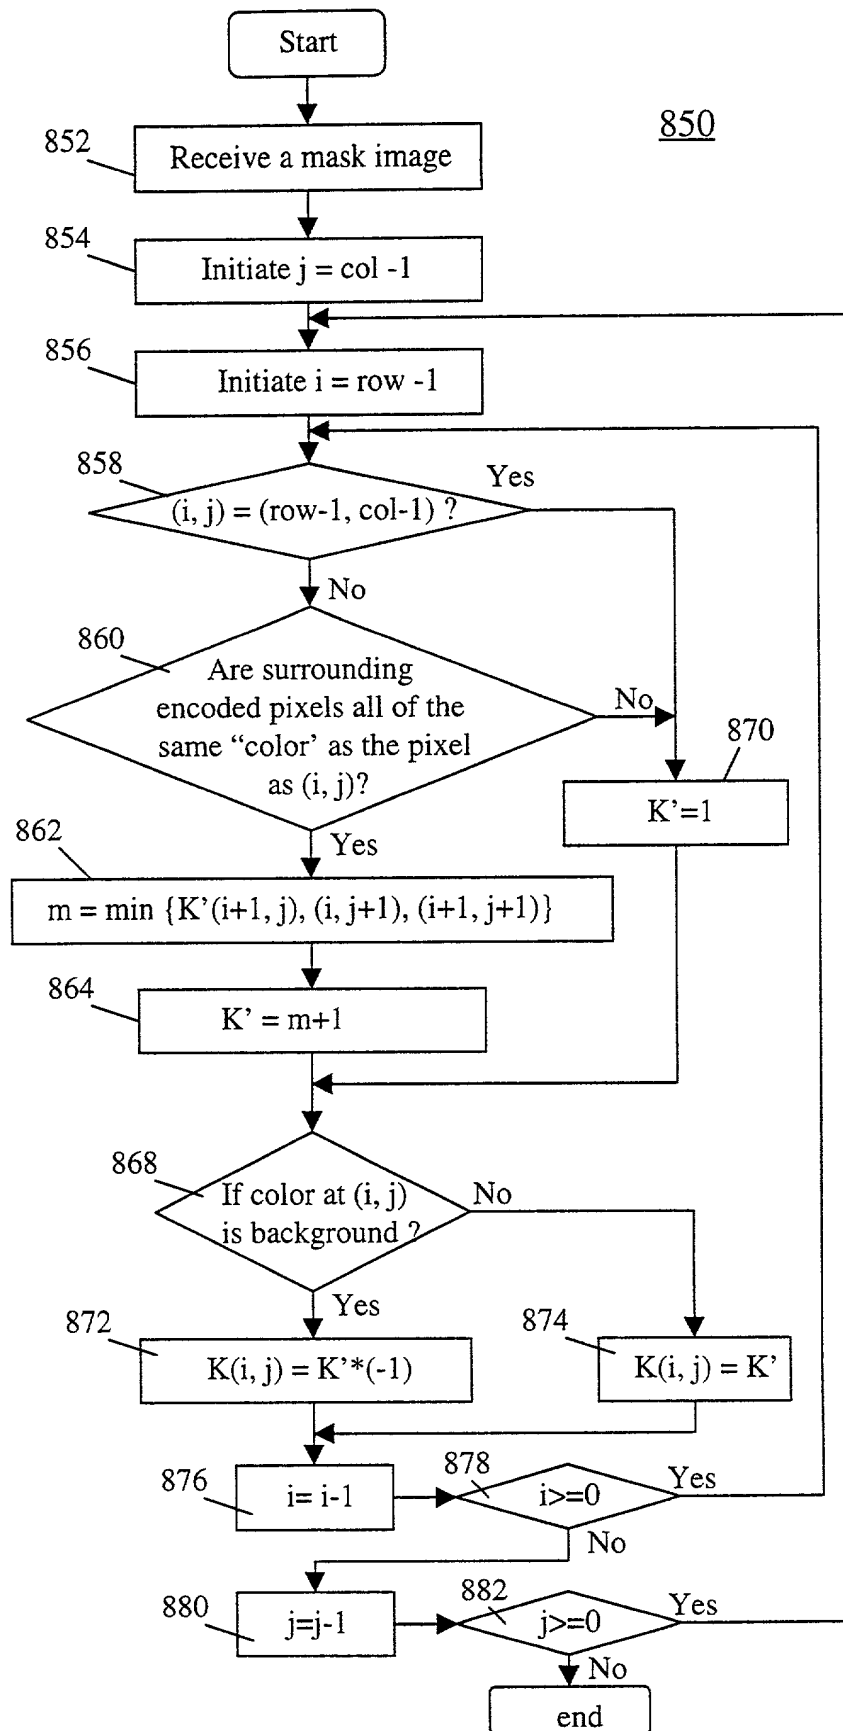 Start
850
852
Receive a mask image
854
Initiate j = col -1
856
Initiate i = row -1
858
Yes
(i, j) = (row-1, col-1) ?
No
860
Are surrounding
encoded pixels all of the
same “color’ as the pixel
as (i, j)?
No
870
K’=1
862
Yes
m = min {K’(i+1, j), (i, j+1), (i+1, j+1)}
864
K’ = m+1
868
If color at (i, j)
is background ?
No
Yes
872
K(i, j) = K’*(-1)
874
K(i, j) = K’
876
i= i-1
878
i>=0
Yes
No
880
j=j-1
882
j>=0
Yes
No
end